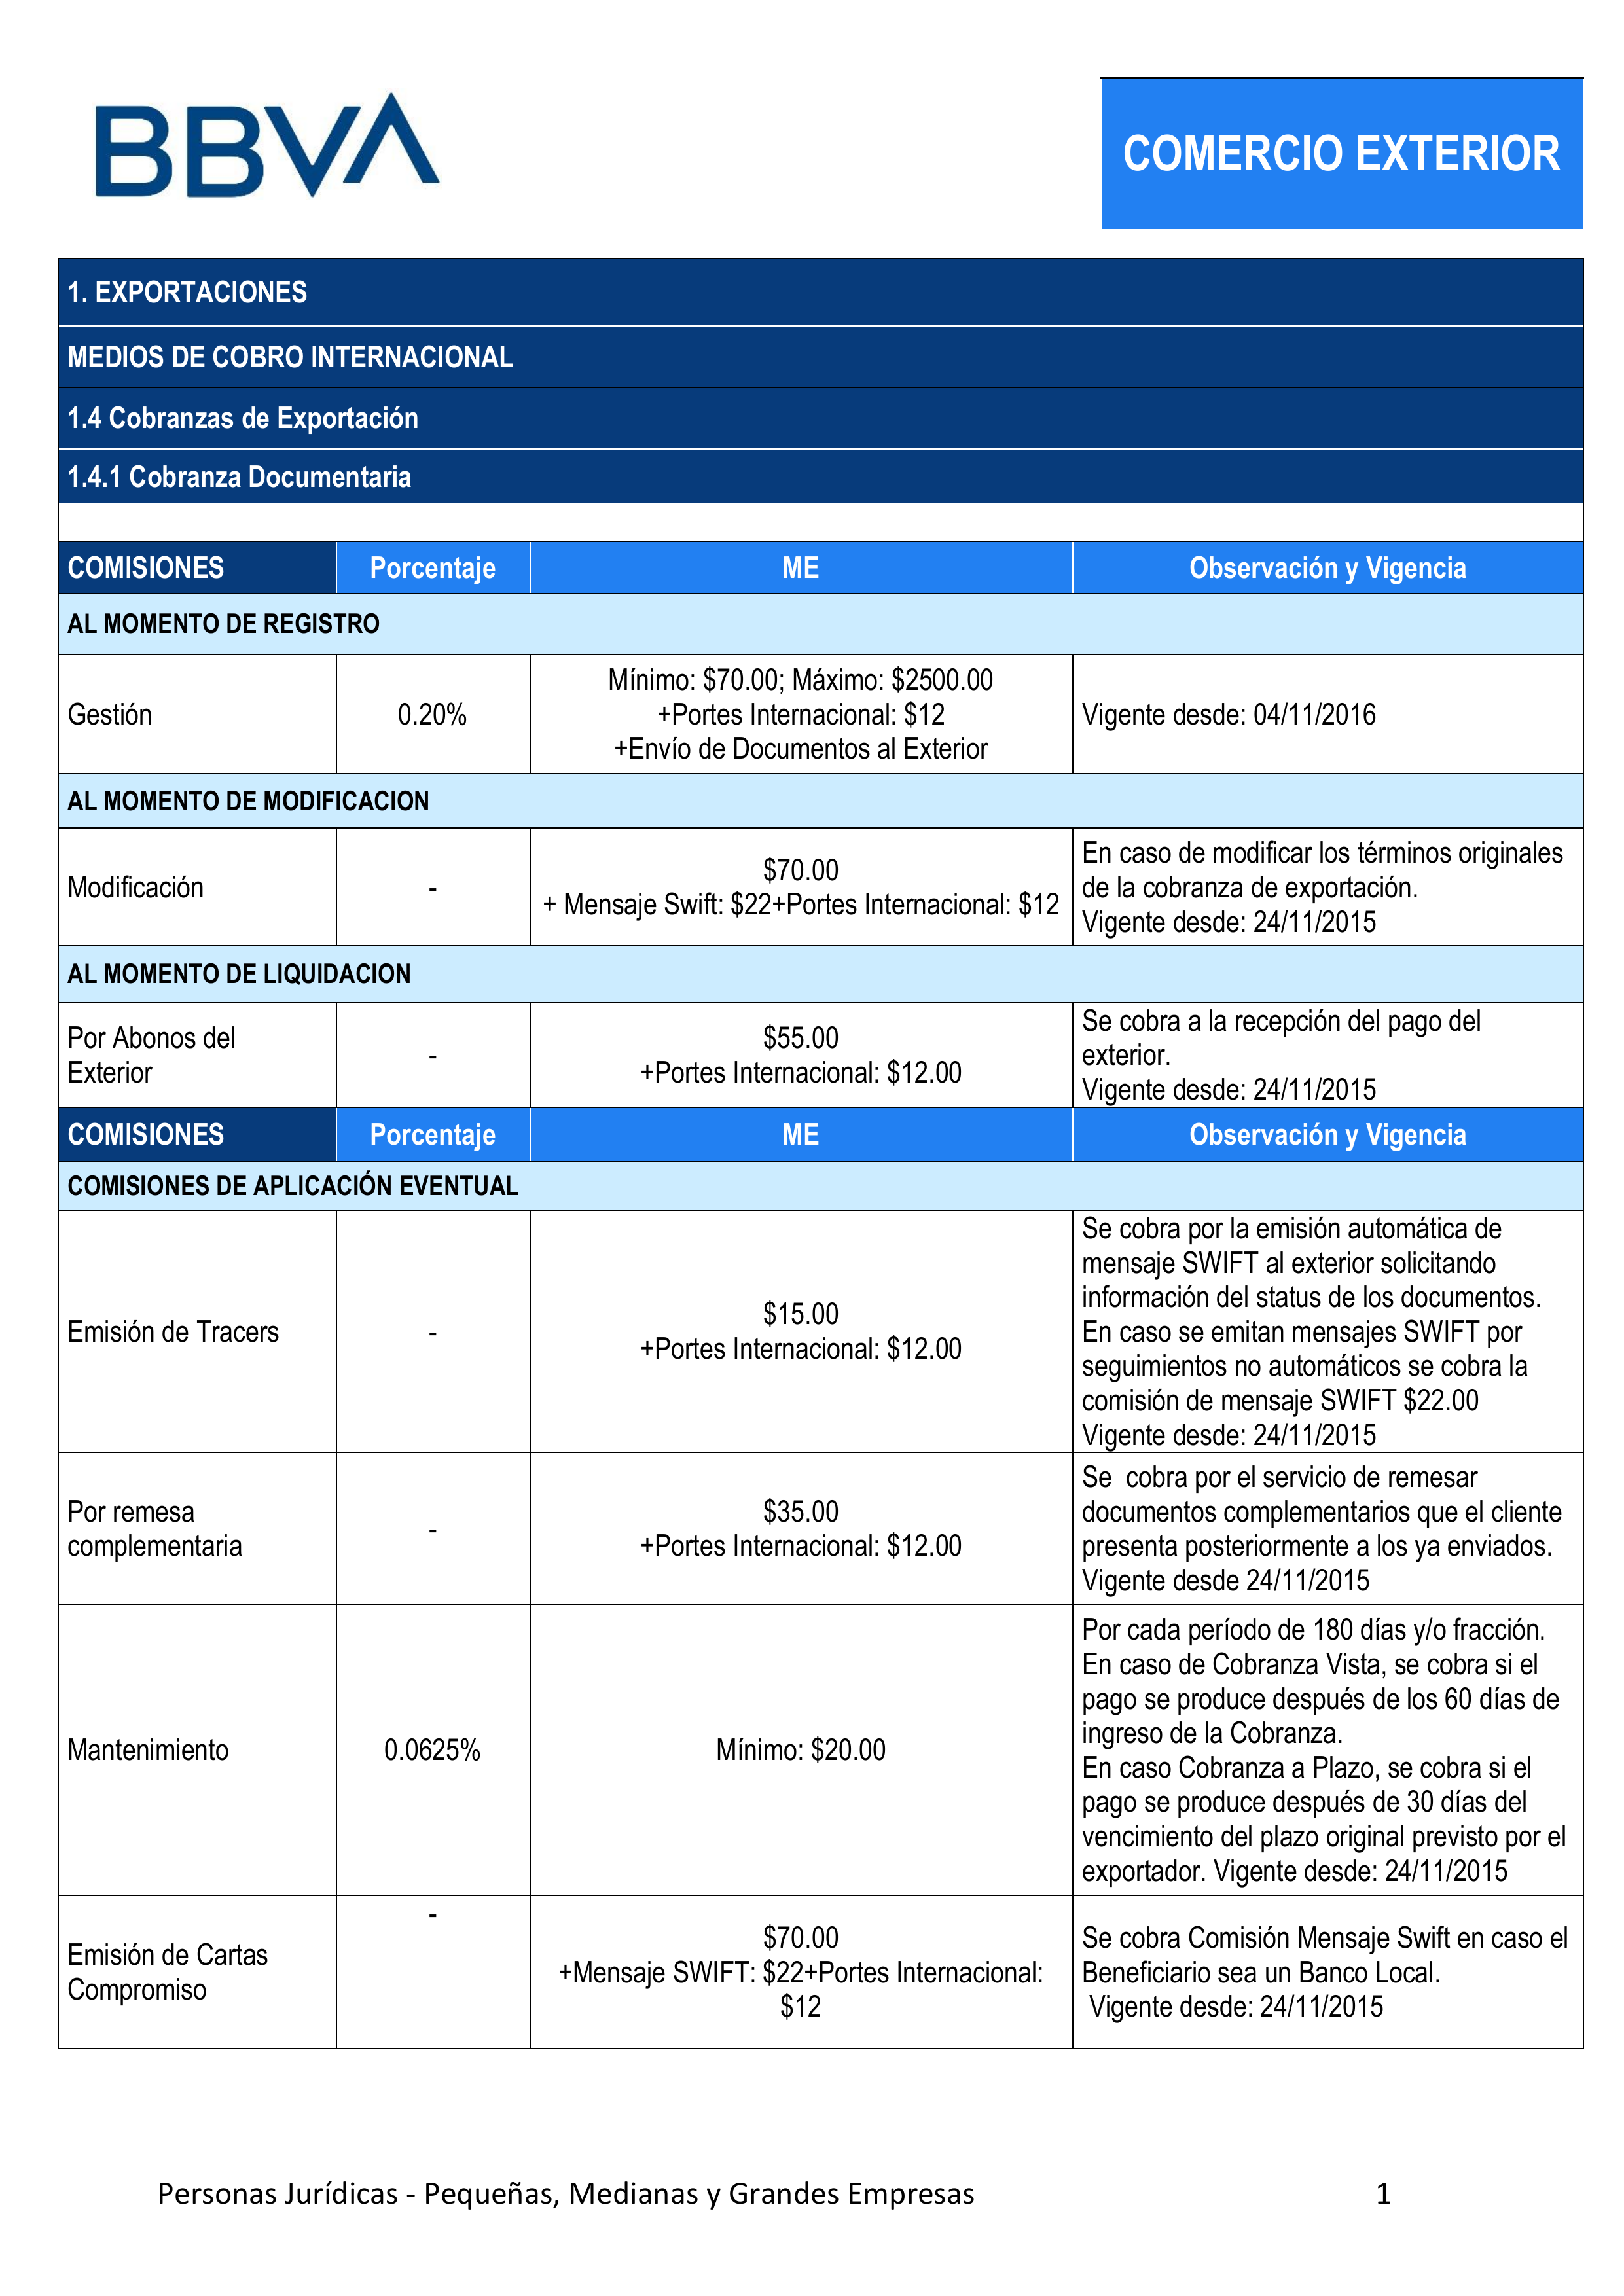 BBVA
COMERCIO EXTERIOR
1. EXPORTACIONES
MEDIOS DE COBRO INTERNACIONAL
1.4 Cobranzas de Exportación
1.4.1 Cobranza Documentaria
COMISIONES Porcentaje ME Observación y Vigencia
AL MOMENTO DE REGISTRO
Gestión
0.20%
Mínimo: $70.00; Máximo: $2500.00
+Portes Internacional: $12
+Envío de Documentos al Exterior
Vigente desde: 04/11/2016
AL MOMENTO DE MODIFICACION
Modificación
-
$70.00
+ Mensaje Swift: $22+Portes Internacional: $12
En caso de modificar los términos originales
de la cobranza de exportación.
Vigente desde: 24/11/2015
AL MOMENTO DE LIQUIDACION
Por Abonos del
Exterior
-
$55.00
+Portes Internacional: $12.00
Se cobra a la recepción del pago del
exterior.
Vigente desde: 24/11/2015
COMISIONES Porcentaje ME Observación y Vigencia
COMISIONES DE APLICACIÓN EVENTUAL
Emisión de Tracers
-
$15.00
+Portes Internacional: $12.00
Se cobra por la emisión automática de
mensaje SWIFT al exterior solicitando
información del status de los documentos.
En caso se emitan mensajes SWIFT por
seguimientos no automáticos se cobra la
comisión de mensaje SWIFT $22.00
Vigente desde: 24/11/2015
Por remesa
complementaria
-
$35.00
+Portes Internacional: $12.00
Se  cobra por el servicio de remesar
documentos complementarios que el cliente
presenta posteriormente a los ya enviados.
Vigente desde 24/11/2015
Mantenimiento
0.0625%
Mínimo: $20.00
Por cada período de 180 días y/o fracción.
En caso de Cobranza Vista, se cobra si el
pago se produce después de los 60 días de
ingreso de la Cobranza.
En caso Cobranza a Plazo, se cobra si el
pago se produce después de 30 días del
vencimiento del plazo original previsto por el
exportador. Vigente desde: 24/11/2015
Emisión de Cartas
Compromiso
-
$70.00
+Mensaje SWIFT: $22+Portes Internacional:
$12
Se cobra Comisión Mensaje Swift en caso el
Beneficiario sea un Banco Local.
Vigente desde: 24/11/2015
Personas Jurídicas - Pequeñas, Medianas y Grandes Empresas 1